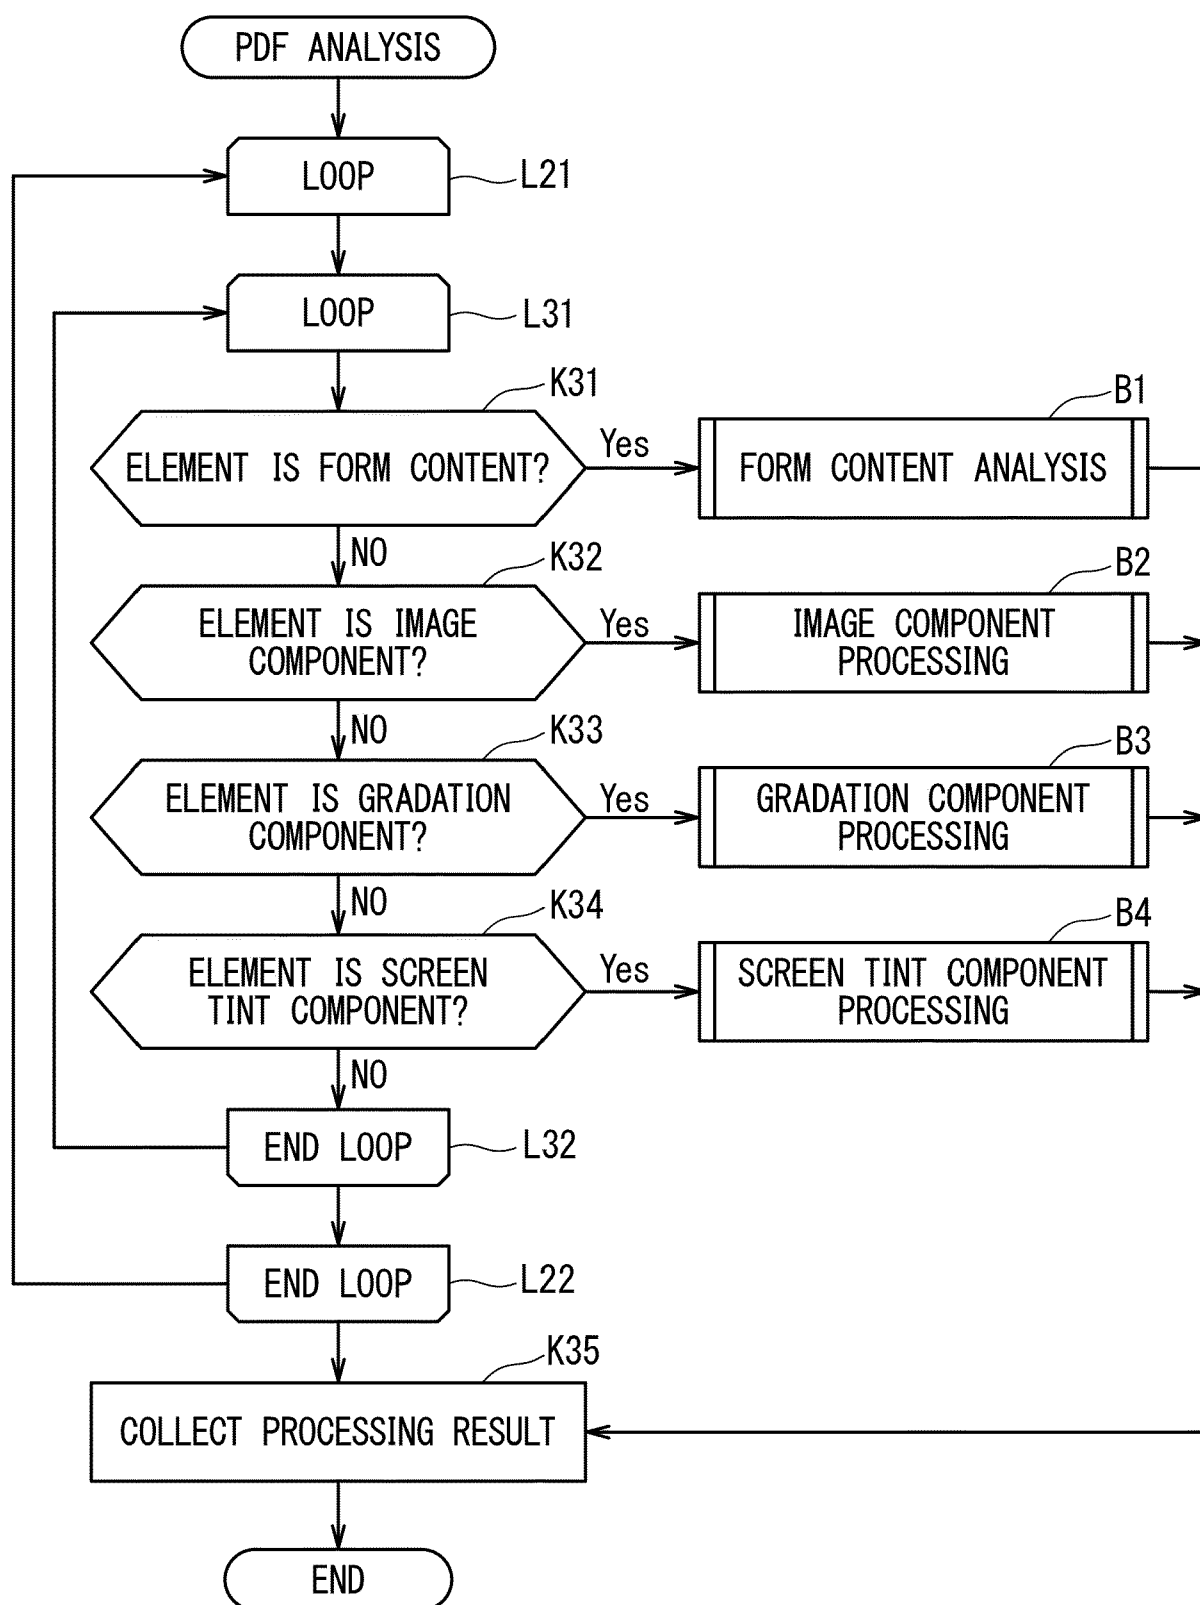 PDF ANALYSIS
LOOP
L21
LOOP
L31
K31
ELEMENT IS FORM CONTENT?
Yes
B1
FORM CONTENT ANALYSIS
NO
K32
ELEMENT IS IMAGE
COMPONENT?
Yes
B2
IMAGE COMPONENT
PROCESSING
NO
K33
ELEMENT IS GRADATION
COMPONENT?
Yes
B3
GRADATION COMPONENT
PROCESSING
NO
K34
ELEMENT IS SCREEN
TINT COMPONENT?
Yes
B4
SCREEN TINT COMPONENT
PROCESSING
NO
END LOOP
L32
END LOOP
L22
K35
COLLECT PROCESSING RESULT
END